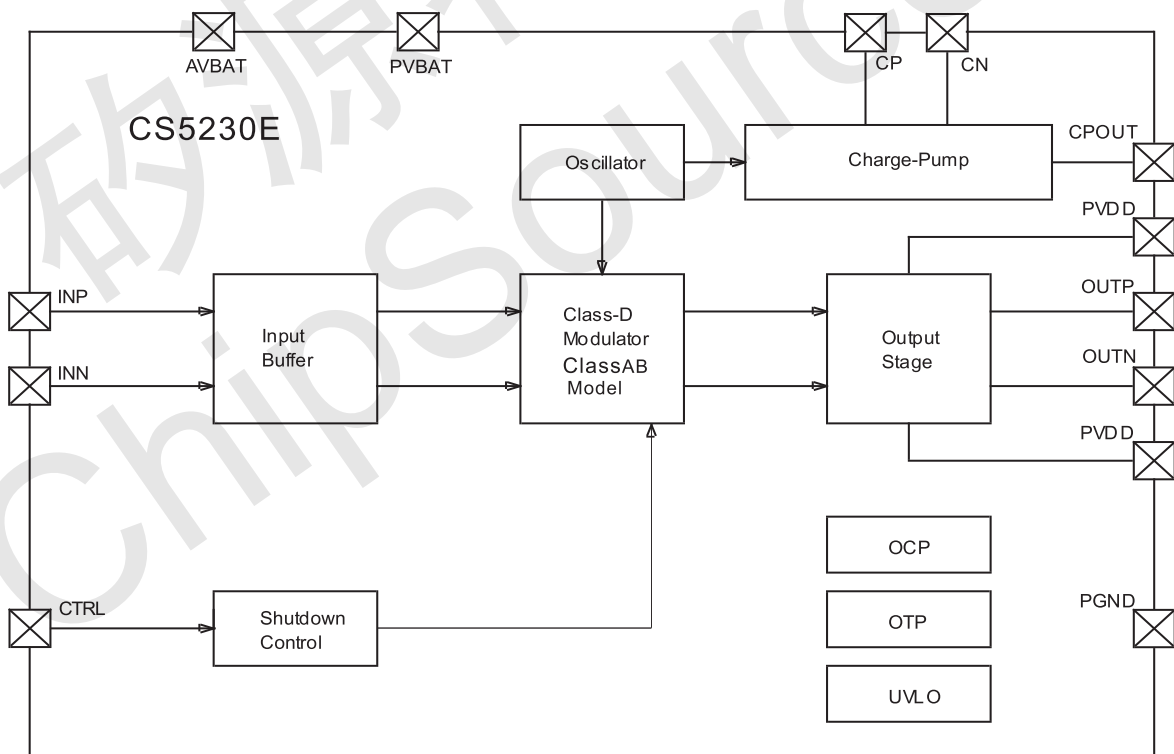 AVBAT
PVBAT
CP
CN
CS5230E
Oscillator
Charge-Pump
CPOUT
PVDD
INP
INN
Input
Buffer
Class-D
Modulator
ClassAB
Model
Output
Stage
OUTP
OUTN
PVDD
OCP
CTRL
Shutdown
Control
OTP
PGND
UVLO
矽源
ChipSource